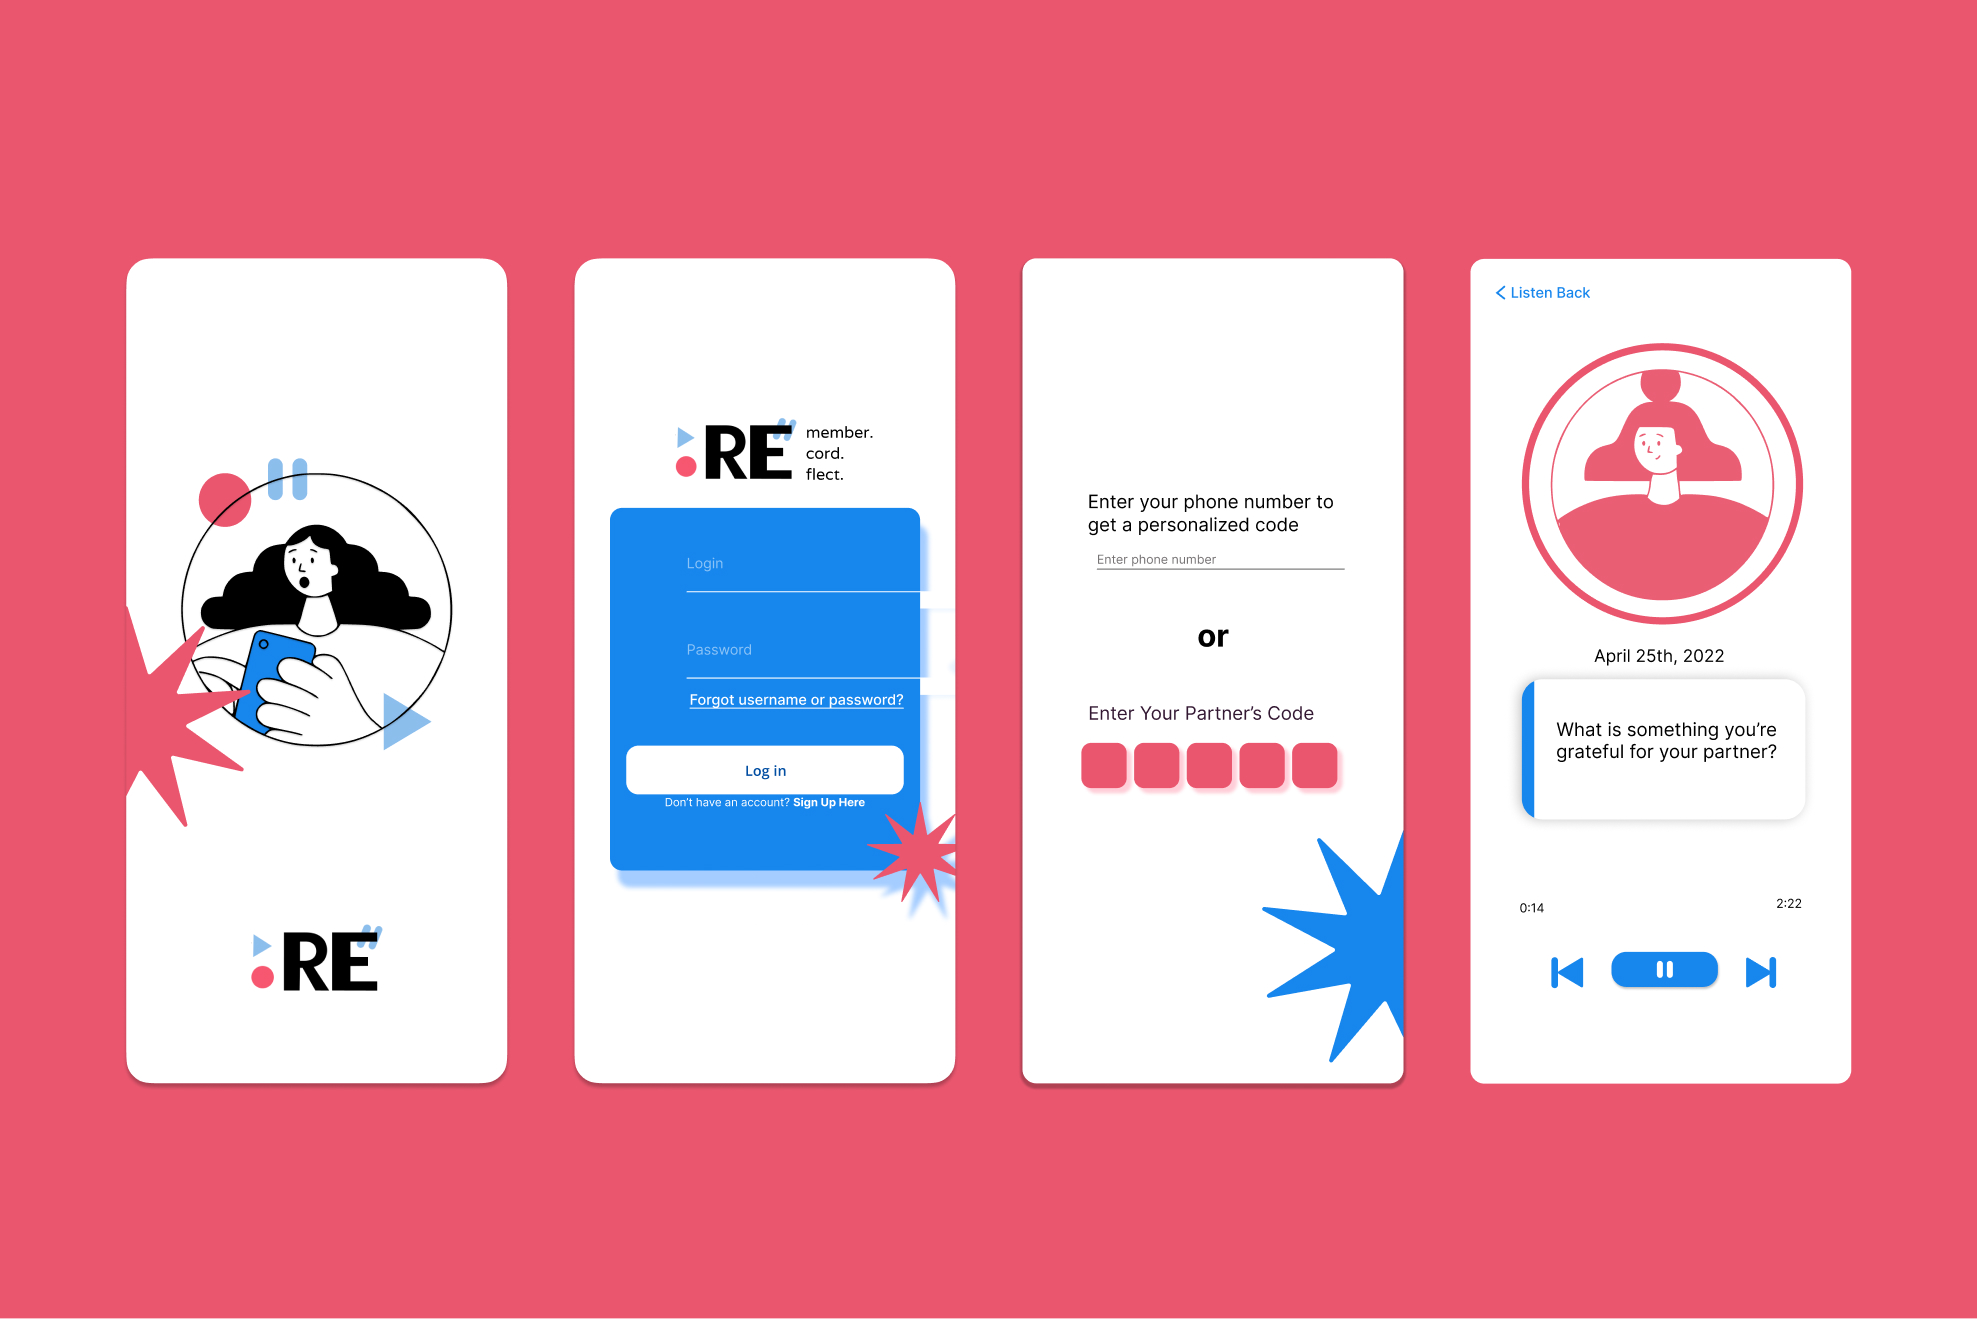 RE
RE
member.
cord.
flect.
Login
Password
Forgot username or password?
Log in
Don't have an account? Sign Up Here
Enter your phone number to
get a personalized code
Enter phone number
or
Enter Your Partner’s Code
Listen Back
April 25th, 2022
What is something you’re
grateful for your partner?
0:14
2:22